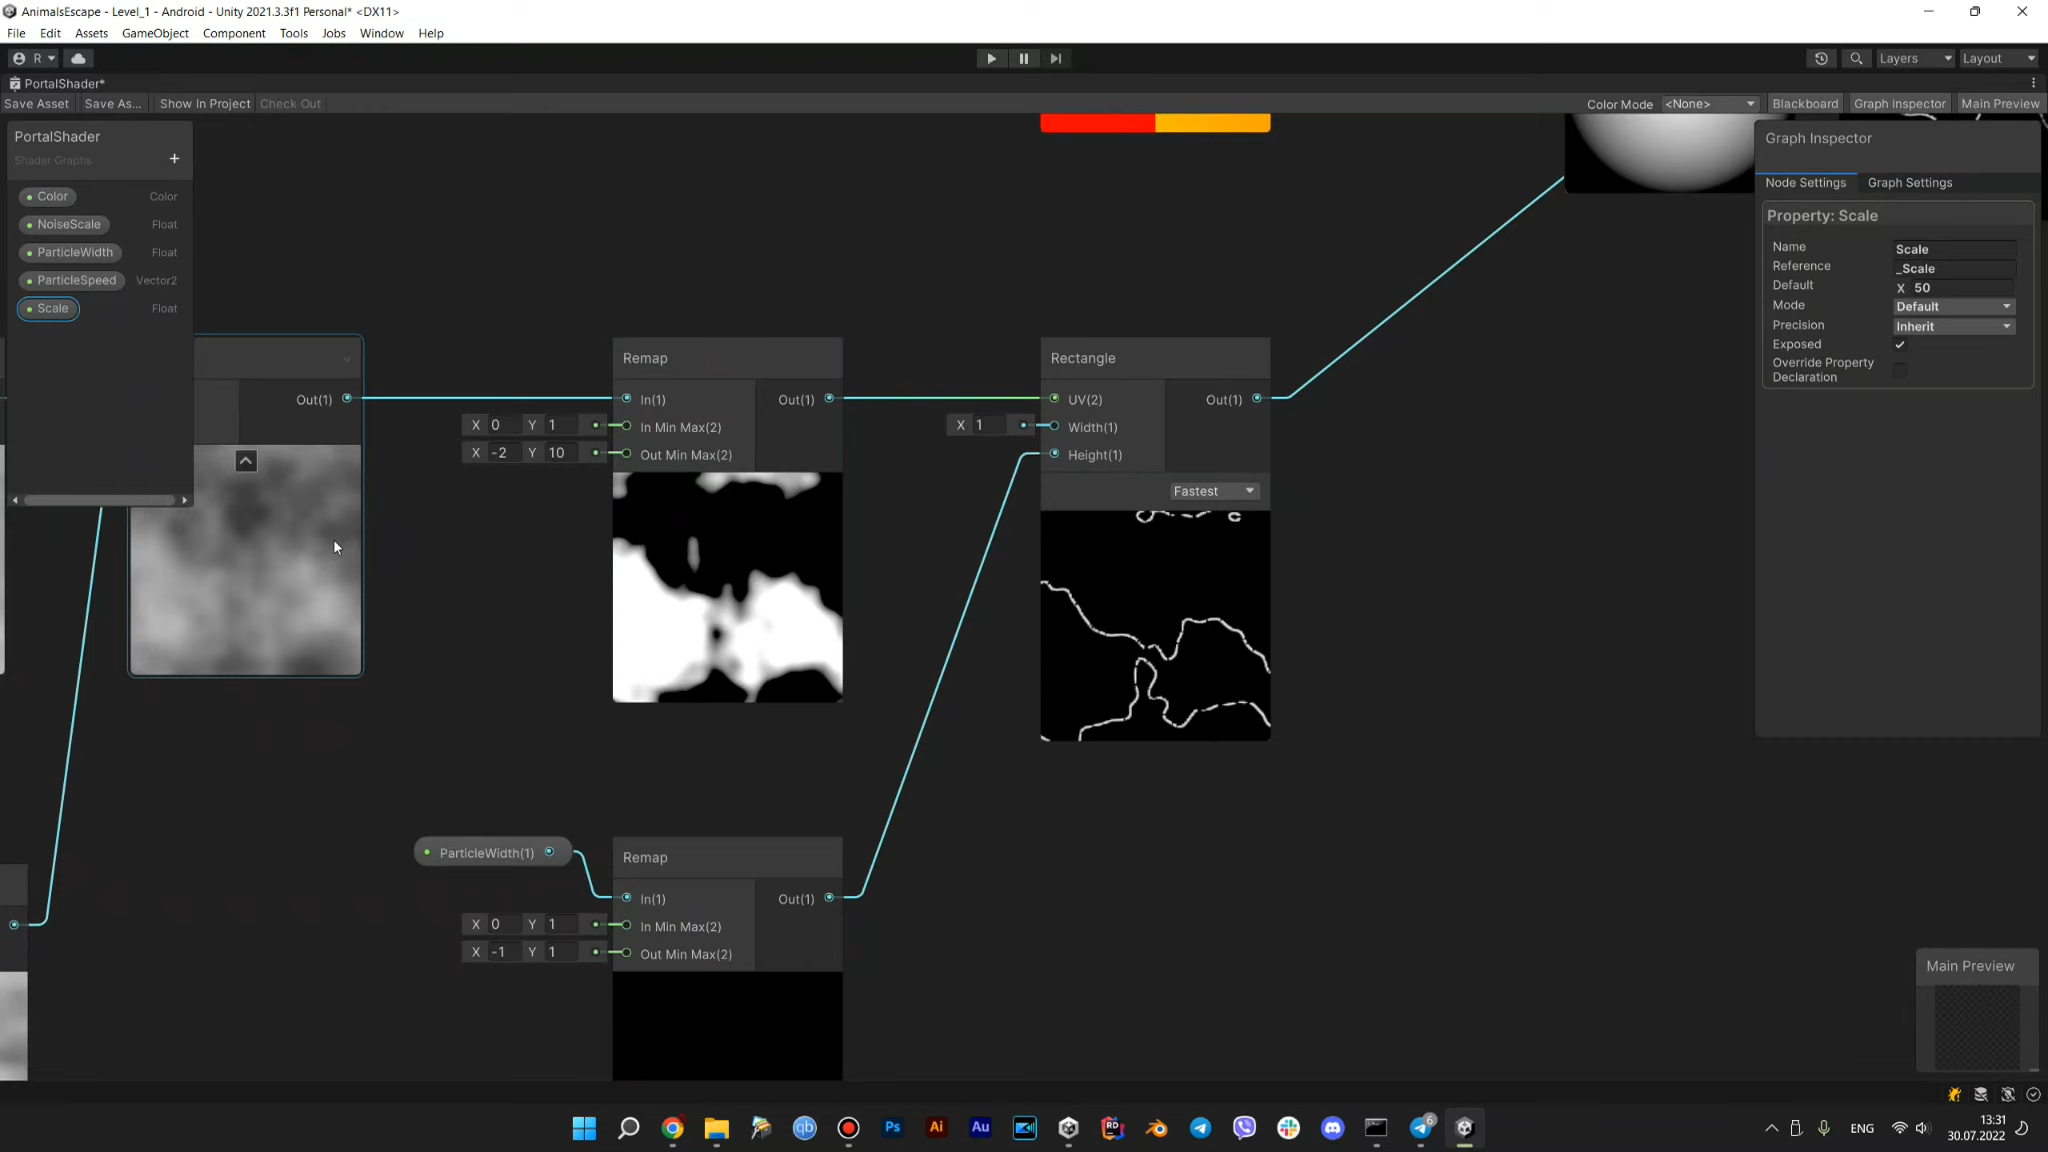 AnimalsEscape - Level_1 - Android - Unity 2021.3.3f1 Personal* <DX11>
File Edit Assets GameObject Component Tools Jobs Window Help
R Layers Layout
PortalShader*
Save Asset Save As... Show In Project Check Out Color Mode <None> Blackboard Graph Inspector Main Preview
PortalShader
Shader Graphs
+
Color Color
NoiseScale Float
ParticleWidth Float
ParticleSpeed Vector2
Scale Float
Out(1)
Remap
In(1) Out(1)
X 0 Y 1 In Min Max(2)
X -2 Y 10 Out Min Max(2)
Rectangle
UV(2) Out(1)
X 1 Width(1)
Height(1)
Fastest
ParticleWidth(1)
Remap
In(1) Out(1)
X 0 Y 1 In Min Max(2)
X -1 Y 1 Out Min Max(2)
Graph Inspector
Node Settings Graph Settings
Property: Scale
Name Scale
Reference _Scale
Default X 50
Mode Default
Precision Inherit
Exposed
Override Property
Declaration
Main Preview
qb Ps Ai Au RD 6 ENG 13:31
30.07.2022